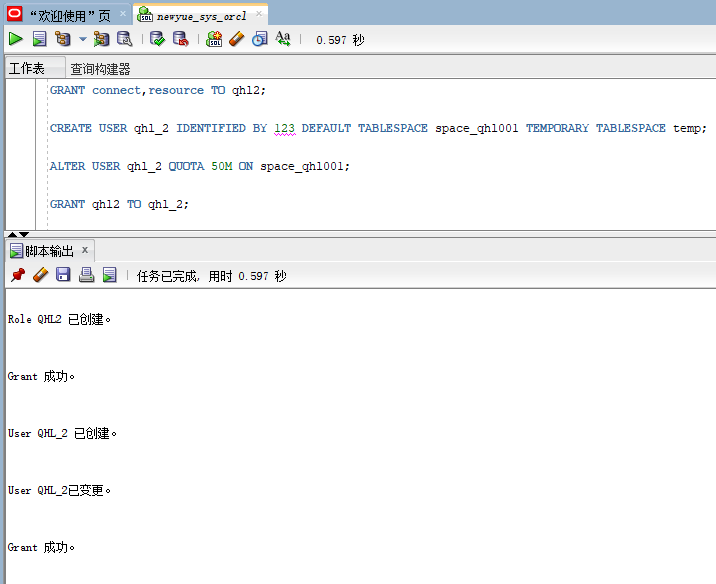 “欢迎使用”页
newyue_sys_orcl
0.597 秒
工作表 查询构建器
GRANT connect,resource TO qhl2;
CREATE USER qhl_2 IDENTIFIED BY 123 DEFAULT TABLESPACE space_qhl001 TEMPORARY TABLESPACE temp;
ALTER USER qhl_2 QUOTA 50M ON space_qhl001;
GRANT qhl2 TO qhl_2;
脚本输出 x
任务已完成, 用时 0.597 秒
Role QHL2 已创建。
Grant 成功。
User QHL_2 已创建。
User QHL_2已变更。
Grant 成功。